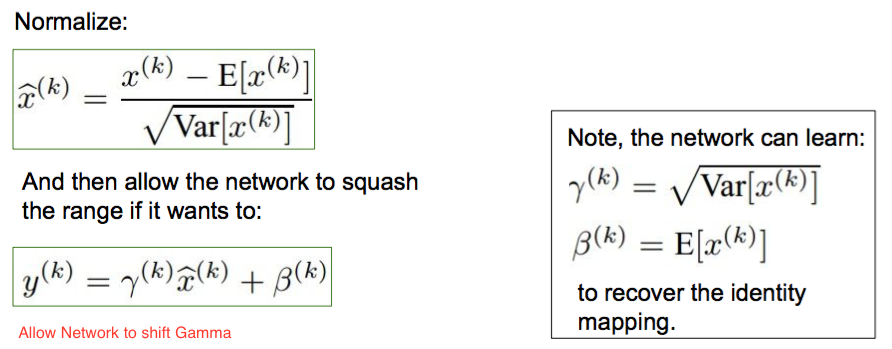 Normalize:
$\widehat{x}^{(k)} = \frac{x^{(k)} - \mathrm{E}[x^{(k)}]}{\sqrt{\mathrm{Var}[x^{(k)}]}}$
And then allow the network to squash
the range if it wants to:
$y^{(k)} = \gamma^{(k)} \widehat{x}^{(k)} + \beta^{(k)}$
Allow Network to shift Gamma
Note, the network can learn:
$\gamma^{(k)} = \sqrt{\mathrm{Var}[x^{(k)}]}$
$\beta^{(k)} = \mathrm{E}[x^{(k)}]$
to recover the identity
mapping.